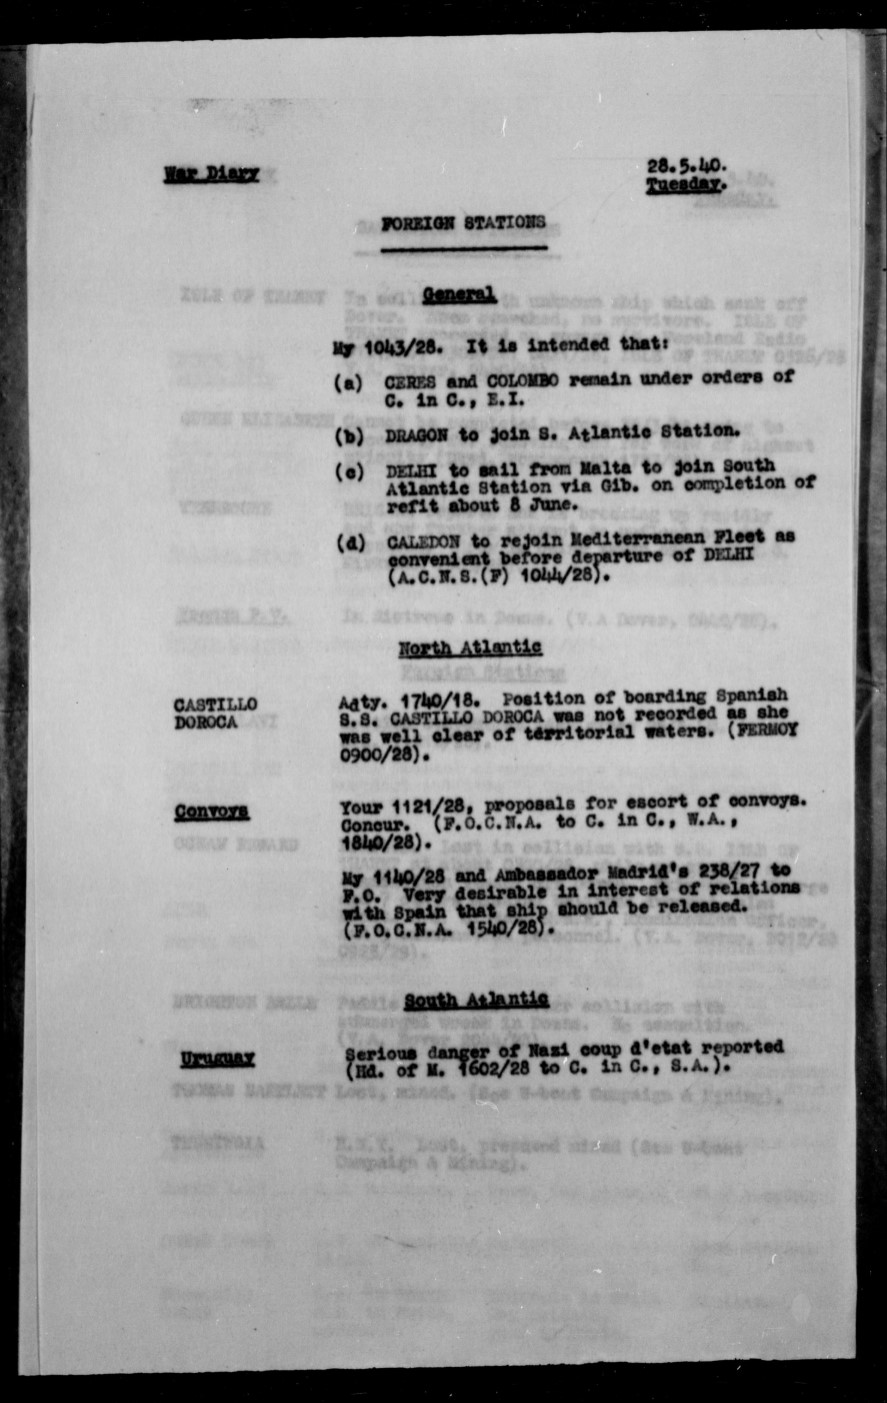 War Diary
28.5.40.
Tuesday.
FOREIGN STATIONS
General
My 1043/28. It is intended that:
(a) CERES and COLOMBO remain under orders of
C. in C., E.I.
(b) DRAGON to join S. Atlantic Station.
(c) DELHI to sail from Malta to join South
Atlantic Station via Gib. on completion of
refit about 8 June.
(d) CALEDON to rejoin Mediterranean Fleet as
convenient before departure of DELHI
(A.C.N.S.(F) 1044/28).
North Atlantic
CASTILLO
DOROCA
Adty. 1740/18. Position of boarding Spanish
S.S. CASTILLO DOROCA was not recorded as she
was well clear of territorial waters. (FERMOY
0900/28).
Convoys
Your 1121/28, proposals for escort of convoys.
Concur. (F.O.C.N.A. to C. in C., W.A.,
1840/28).
My 1140/28 and Ambassador Madrid's 238/27 to
F.O. Very desirable in interest of relations
with Spain that ship should be released.
(F.O.C.N.A. 1540/28).
South Atlantic
Uruguay
Serious danger of Nazi coup d'etat reported
(Hd. of M. 1602/28 to C. in C., S.A.).